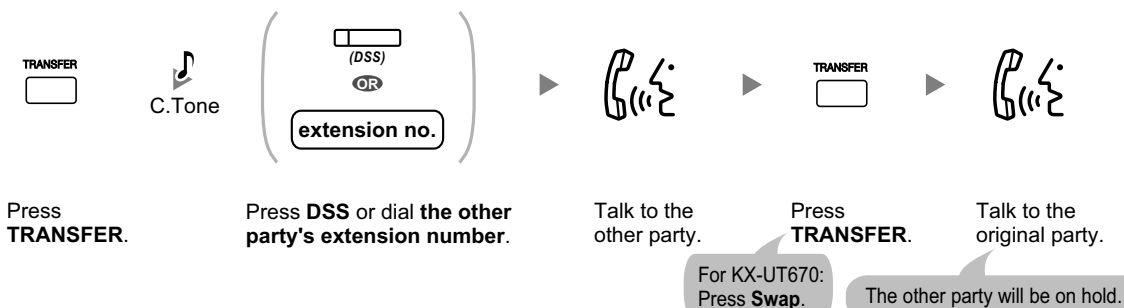 TRANSFER
C.Tone
(DSS)
OR
extension no.
TRANSFER
Press
TRANSFER.
Press DSS or dial the other
party's extension number.
Talk to the
other party.
Press
TRANSFER.
Talk to the
original party.
For KX-UT670:
Press Swap.
The other party will be on hold.